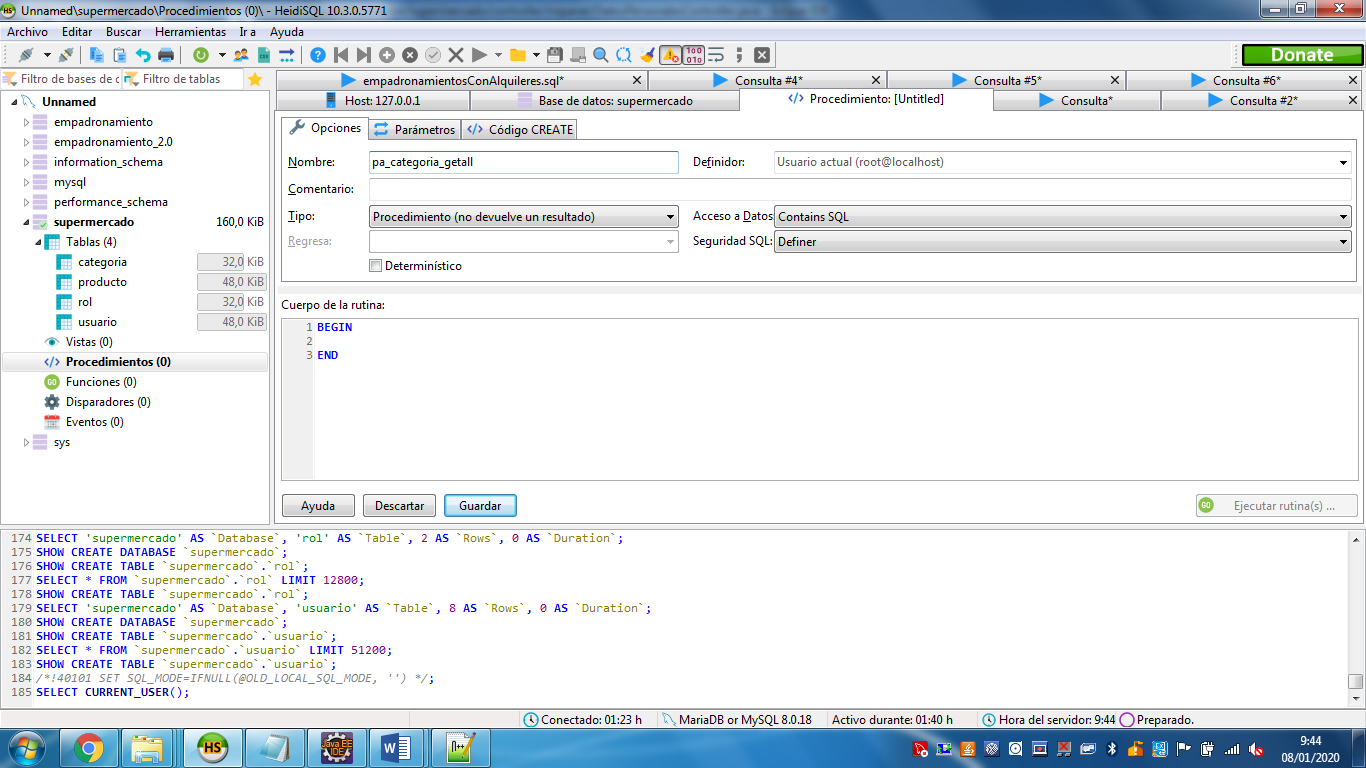 Unnamed\supermercado\Procedimientos (0)\ - HeidiSQL 10.3.0.5771
Archivo Editar Buscar Herramientas Ir a Ayuda
Donate
Filtro de bases de c Filtro de tablas
empadronamientosConAlquileres.sql* Consulta #4* Consulta #5* Consulta #6*
Host: 127.0.0.1 Base de datos: supermercado Procedimiento: [Untitled] Consulta* Consulta #2*
Unnamed
empadronamiento
empadronamiento_2.0
information_schema
mysql
performance_schema
supermercado 160,0 KiB
Tablas (4)
categoria 32,0 KiB
producto 48,0 KiB
rol 32,0 KiB
usuario 48,0 KiB
Vistas (0)
Procedimientos (0)
Funciones (0)
Disparadores (0)
Eventos (0)
sys
Opciones Parámetros Código CREATE
Nombre: pa_categoria_getall Definidor: Usuario actual (root@localhost)
Comentario:
Tipo: Procedimiento (no devuelve un resultado) Acceso a Datos Contains SQL
Regresa: Seguridad SQL: Definer
Determinístico
Cuerpo de la rutina:
1 BEGIN
2
3 END
Ayuda Descartar Guardar Ejecutar rutina(s) ...
174 SELECT 'supermercado' AS `Database`, 'rol' AS `Table`, 2 AS `Rows`, 0 AS `Duration`;
175 SHOW CREATE DATABASE `supermercado`;
176 SHOW CREATE TABLE `supermercado`.`rol`;
177 SELECT * FROM `supermercado`.`rol` LIMIT 12800;
178 SHOW CREATE TABLE `supermercado`.`rol`;
179 SELECT 'supermercado' AS `Database`, 'usuario' AS `Table`, 8 AS `Rows`, 0 AS `Duration`;
180 SHOW CREATE DATABASE `supermercado`;
181 SHOW CREATE TABLE `supermercado`.`usuario`;
182 SELECT * FROM `supermercado`.`usuario` LIMIT 51200;
183 SHOW CREATE TABLE `supermercado`.`usuario`;
184 /*!40101 SET SQL_MODE=IFNULL(@OLD_LOCAL_SQL_MODE, '') */;
185 SELECT CURRENT_USER();
Conectado: 01:23 h MariaDB or MySQL 8.0.18 Activo durante: 01:40 h Hora del servidor: 9:44 Preparado.
HS
Java EE IDE
9:44
08/01/2020